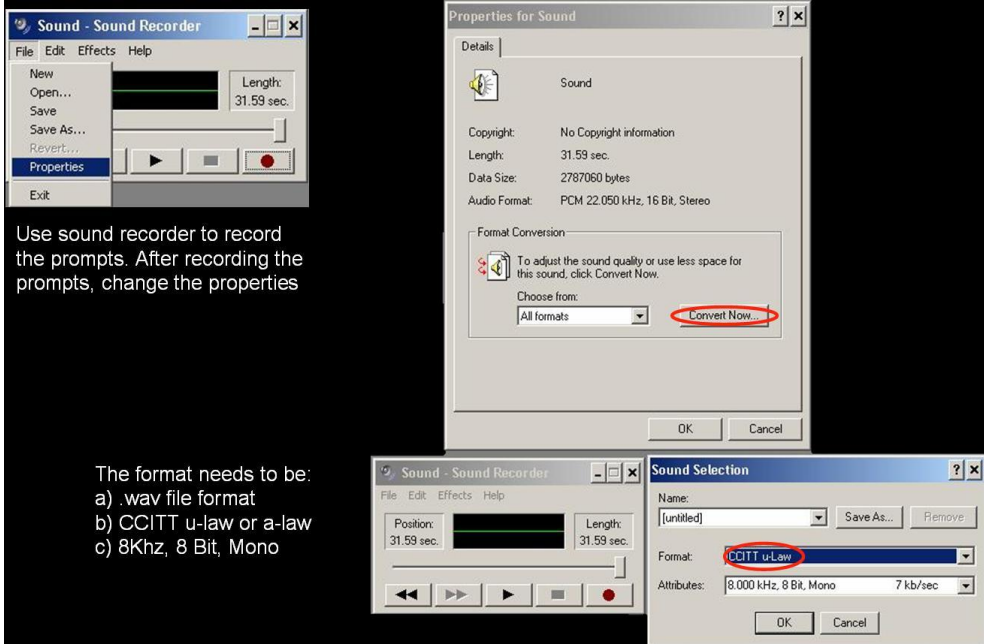 Sound - Sound Recorder
File Edit Effects Help
New
Open...
Save
Save As...
Revert...
Properties
Exit
Length:
31.59 sec.
Use sound recorder to record
the prompts. After recording the
prompts, change the properties
Properties for Sound
Details
Sound
Copyright: No Copyright information
Length: 31.59 sec.
Data Size: 2787060 bytes
Audio Format: PCM 22.050 kHz, 16 Bit, Stereo
Format Conversion
To adjust the sound quality or use less space for
this sound, click Convert Now.
Choose from:
All formats
Convert Now...
OK Cancel
The format needs to be:
a) .wav file format
b) CCITT u-law or a-law
c) 8Khz, 8 Bit, Mono
Sound - Sound Recorder
File Edit Effects Help
Position:
31.59 sec.
Length:
31.59 sec.
Sound Selection
Name:
[untitled] Save As... Remove
Format: CCITT u-Law
Attributes: 8.000 kHz, 8 Bit, Mono 7 kb/sec
OK Cancel